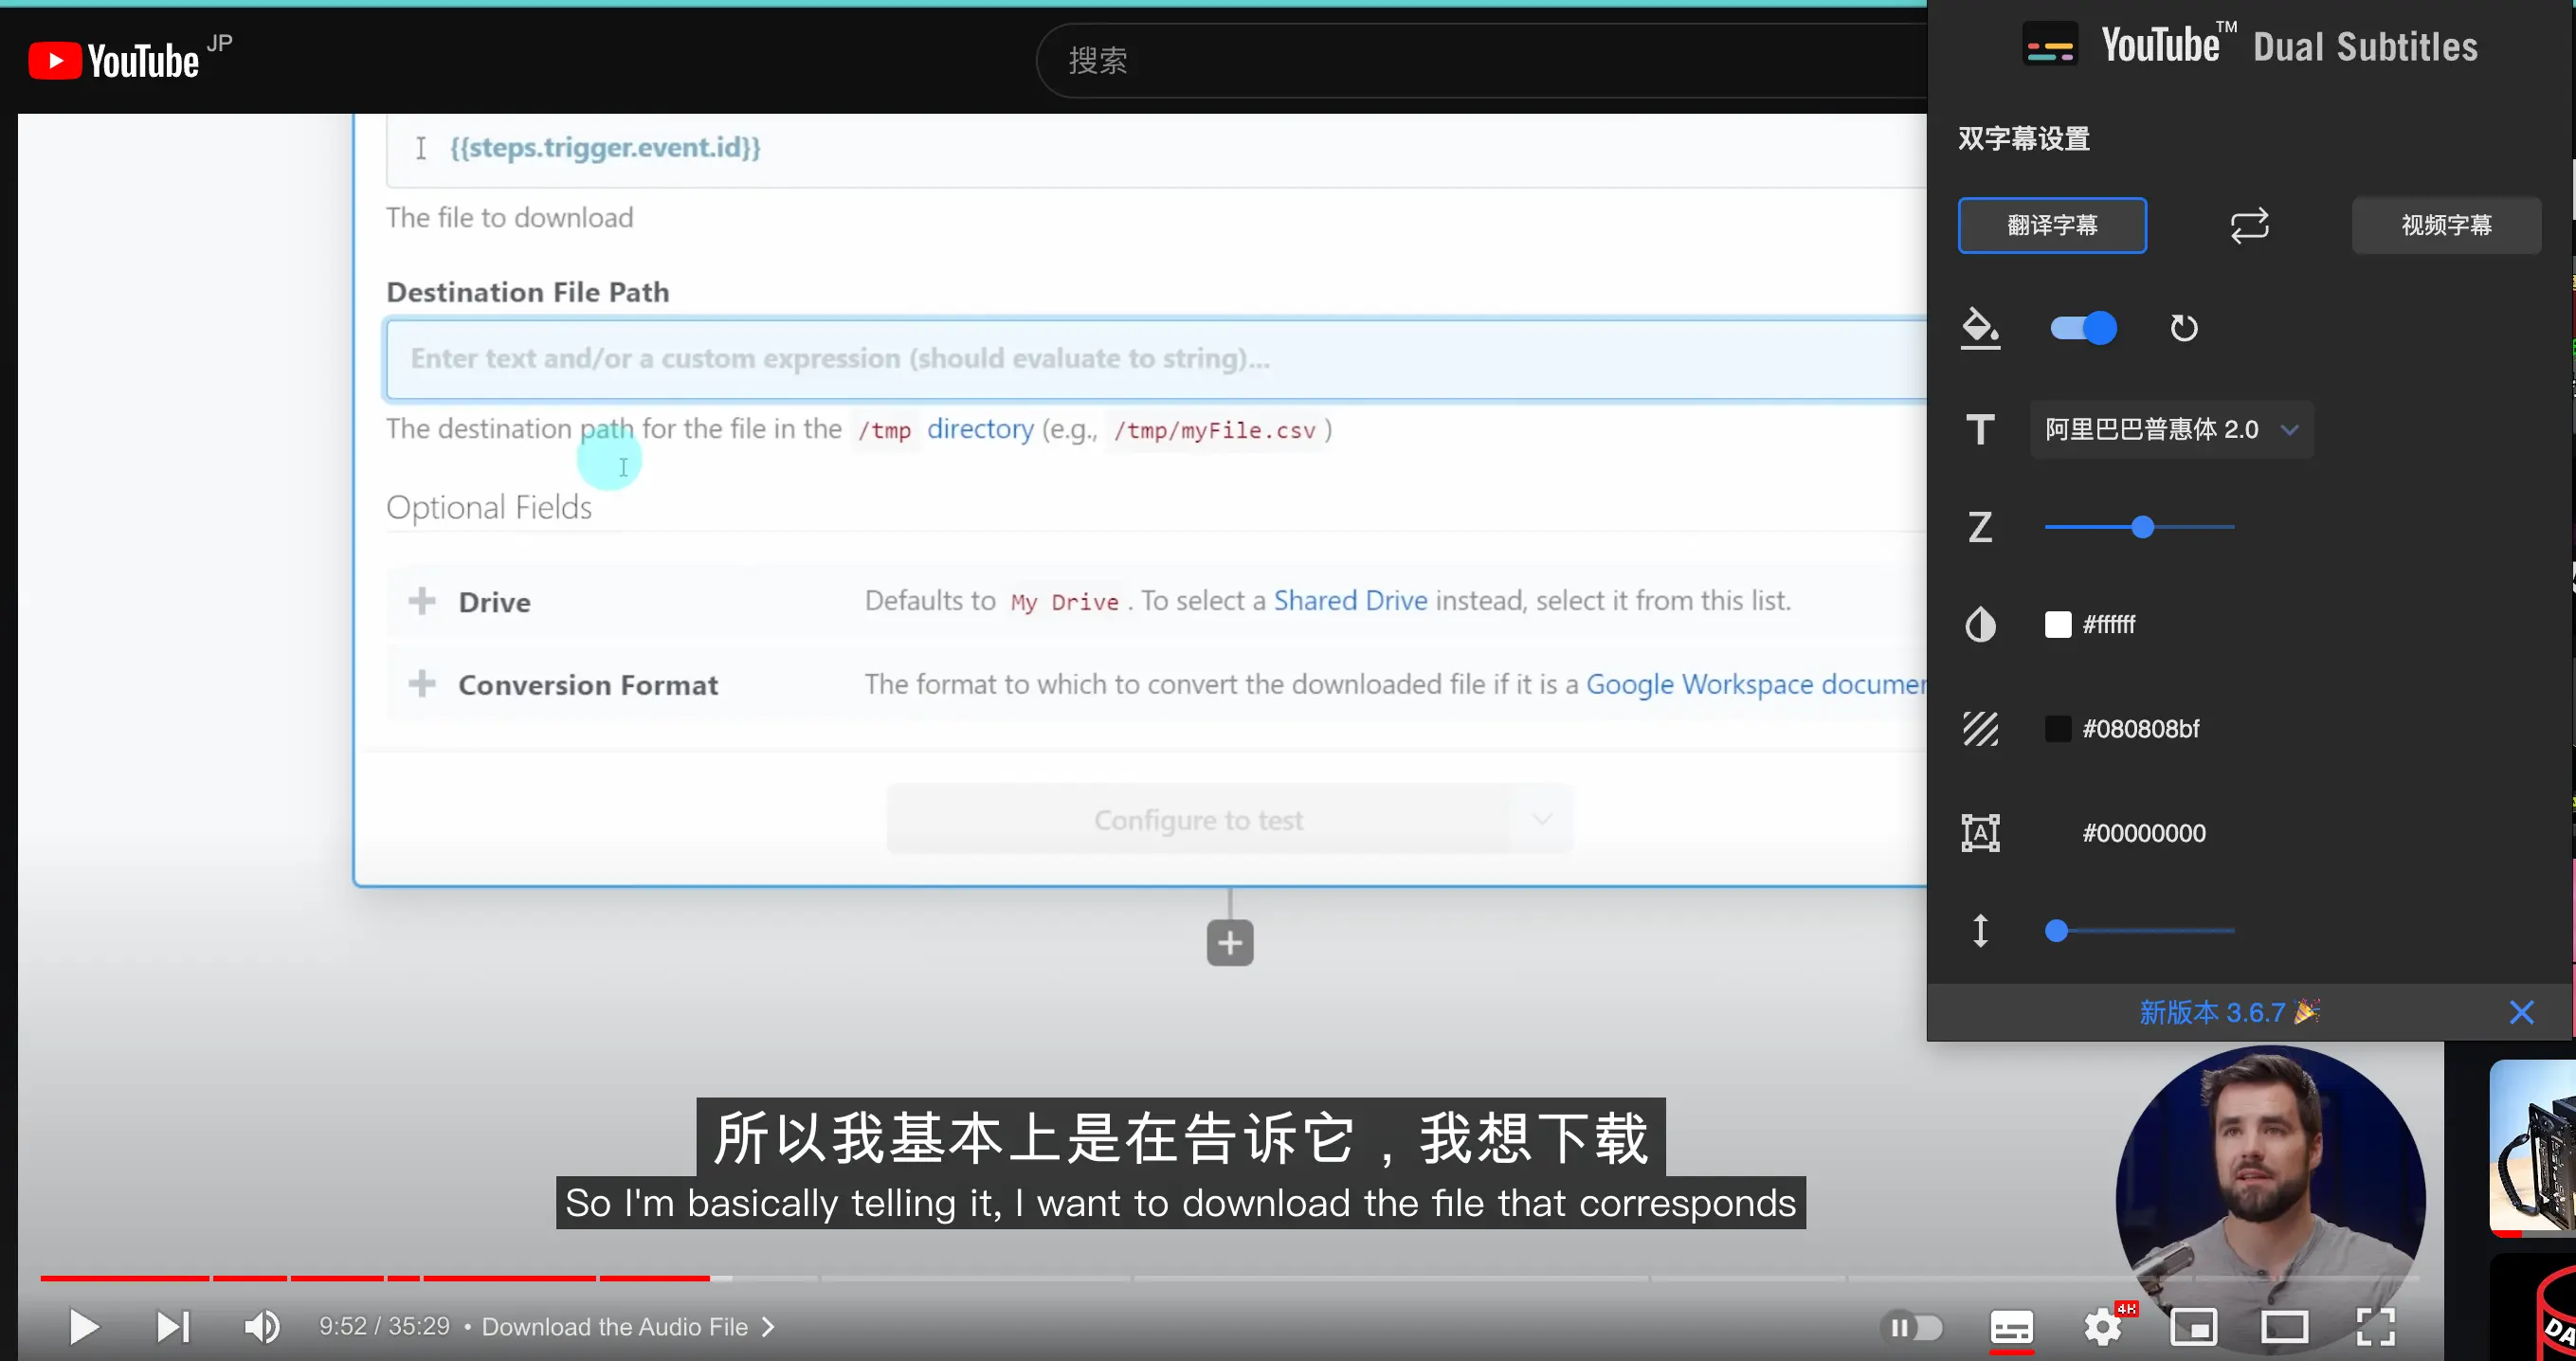 YouTube JP
搜索
{{steps.trigger.event.id}}
The file to download
Destination File Path
Enter text and/or a custom expression (should evaluate to string)...
The destination path for the file in the /tmp directory (e.g., /tmp/myFile.csv )
Optional Fields
Drive
Defaults to My Drive . To select a Shared Drive instead, select it from this list.
Conversion Format
The format to which to convert the downloaded file if it is a Google Workspace documen
Configure to test
所以我基本上是在告诉它，我想下载
So I'm basically telling it, I want to download the file that corresponds
9:52 / 35:29 • Download the Audio File
4K
YouTube™ Dual Subtitles
双字幕设置
翻译字幕
视频字幕
T
阿里巴巴普惠体 2.0
Z
#ffffff
#080808bf
A
#00000000
新版本 3.6.7 🎉
DA